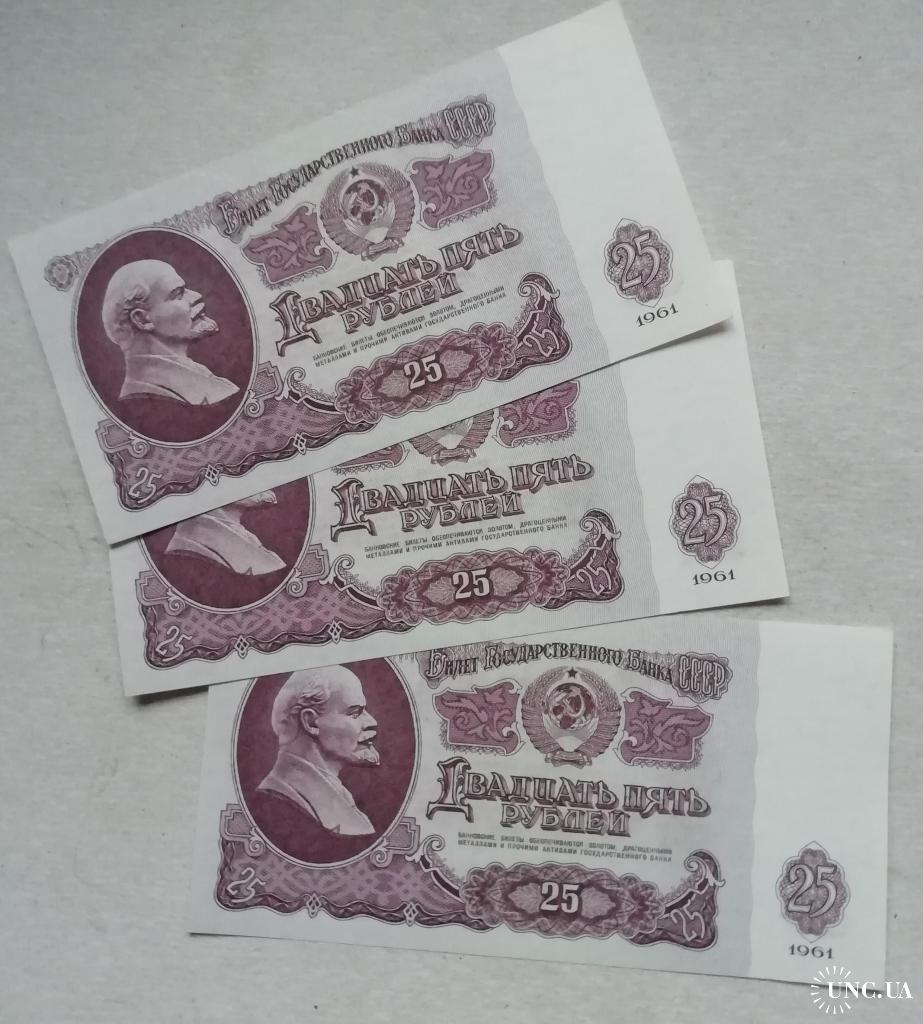 Билет Государственного Банка СССР
Двадцать пять
рублей
БАНКОВСКИЕ БИЛЕТЫ ОБЕСПЕЧИВАЮТСЯ ЗОЛОТОМ, ДРАГОЦЕННЫМИ
МЕТАЛЛАМИ И ПРОЧИМИ АКТИВАМИ ГОСУДАРСТВЕННОГО БАНКА
25
25
25
25
1961
Двадцать пять
рублей
БАНКОВСКИЕ БИЛЕТЫ ОБЕСПЕЧИВАЮТСЯ ЗОЛОТОМ, ДРАГОЦЕННЫМИ
МЕТАЛЛАМИ И ПРОЧИМИ АКТИВАМИ ГОСУДАРСТВЕННОГО БАНКА
25
25
25
25
1961
Билет Государственного Банка СССР
Двадцать пять
рублей
БАНКОВСКИЕ БИЛЕТЫ ОБЕСПЕЧИВАЮТСЯ ЗОЛОТОМ, ДРАГОЦЕННЫМИ
МЕТАЛЛАМИ И ПРОЧИМИ АКТИВАМИ ГОСУДАРСТВЕННОГО БАНКА
25
25
25
25
1961
UNC.UA